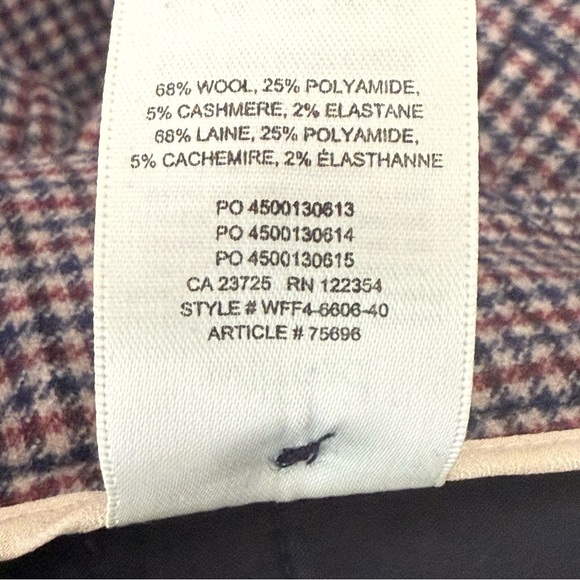 68% WOOL, 25% POLYAMIDE,
5% CASHMERE, 2% ELASTANE
68% LAINE, 25% POLYAMIDE,
5% CACHEMIRE, 2% ÉLASTHANNE
PO 4500130613
PO 4500130614
PO 4500130615
CA 23725 RN 122354
STYLE # WFF4-6606-40
ARTICLE # 75696